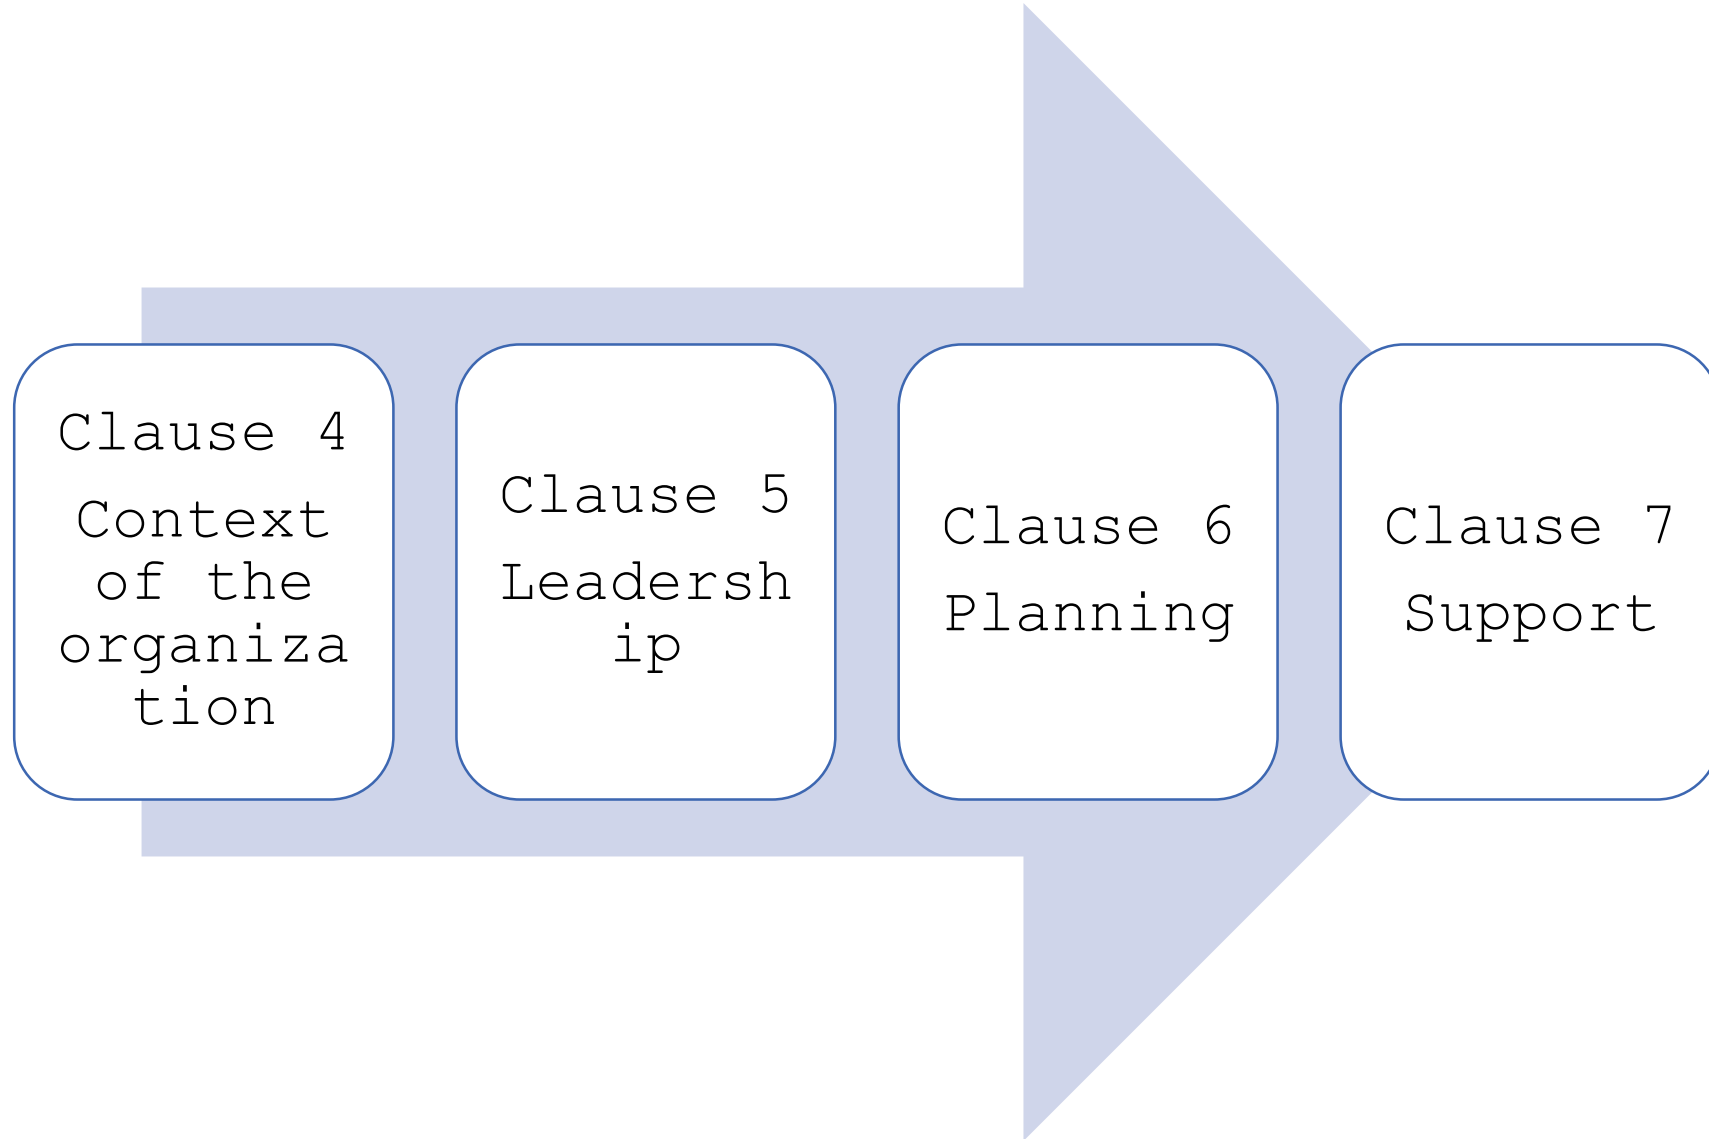 Clause 4
Context
of the
organiza
tion
Clause 5
Leadersh
ip
Clause 6
Planning
Clause 7
Support